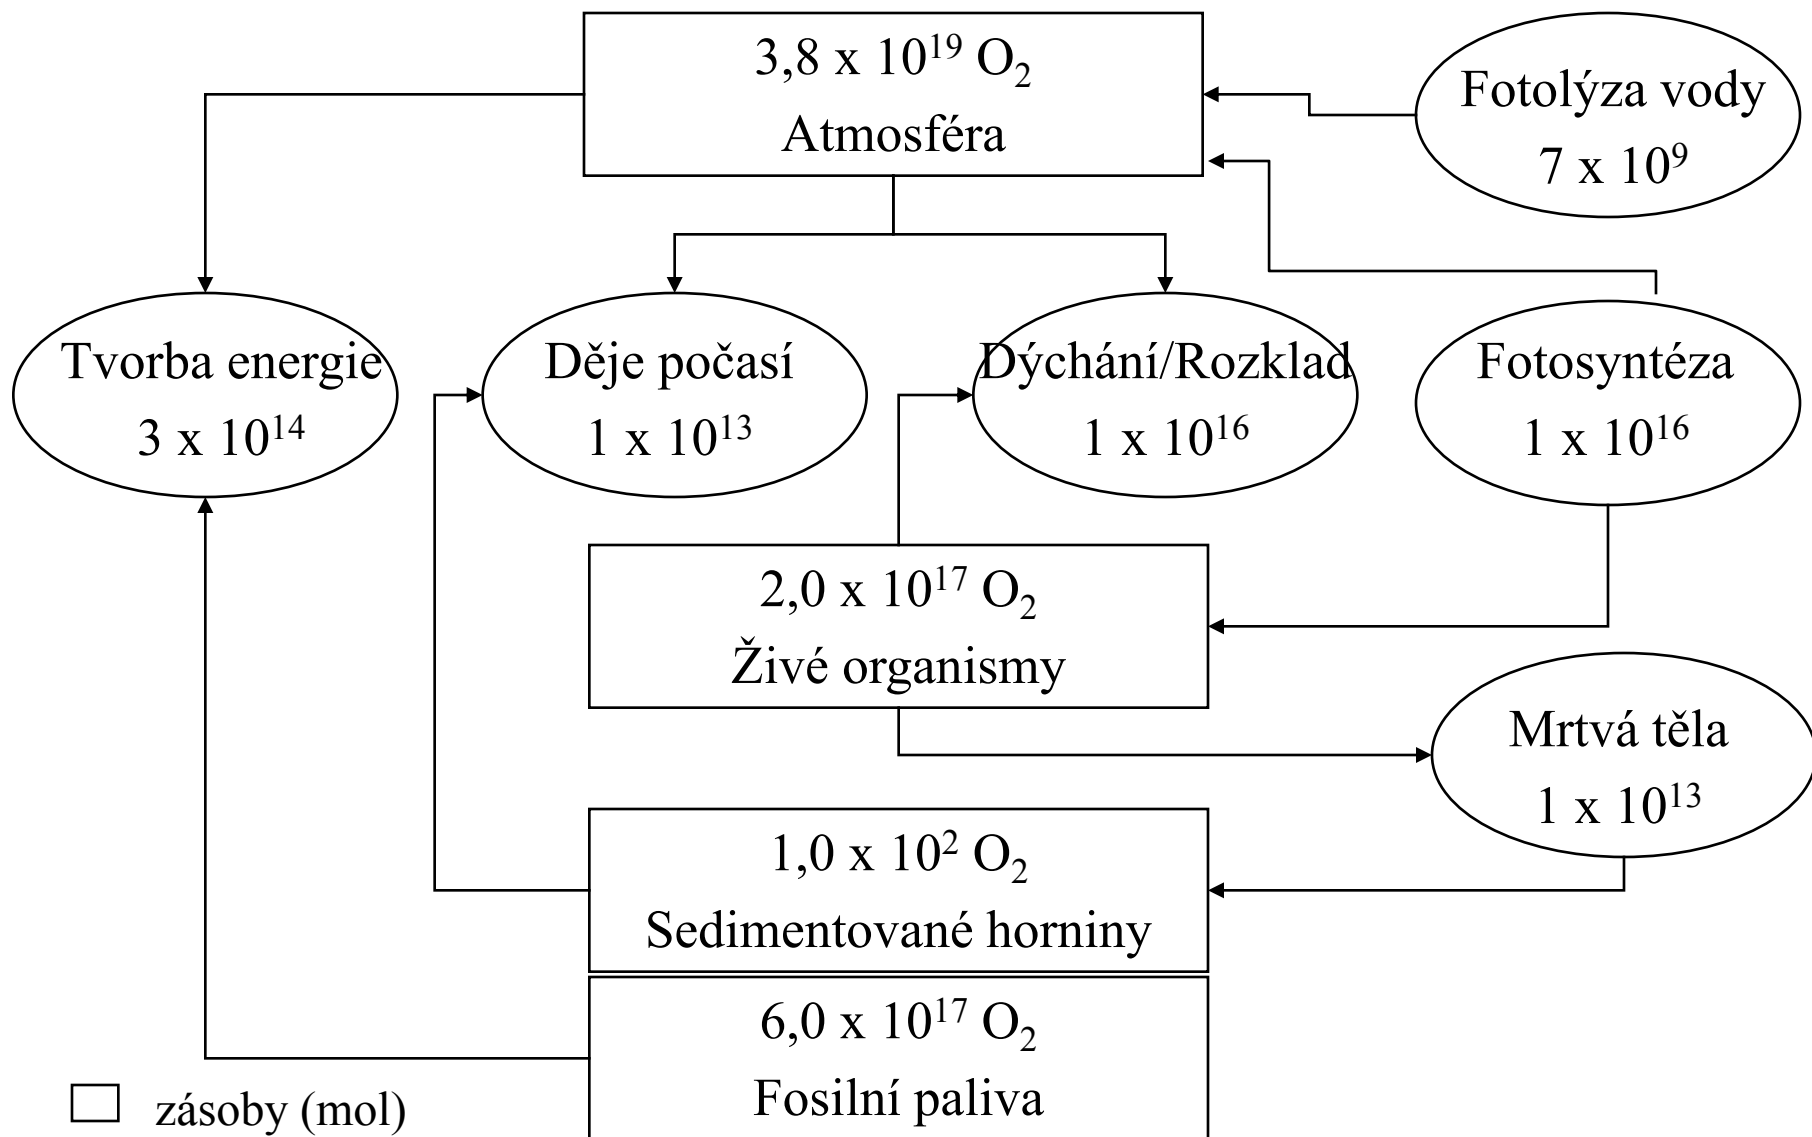 3,8 x 10¹⁹ O₂
Atmosféra
Fotolýza vody
7 x 10⁹
Tvorba energie
3 x 10¹⁴
Děje počasí
1 x 10¹³
Dýchání/Rozklad
1 x 10¹⁶
Fotosyntéza
1 x 10¹⁶
2,0 x 10¹⁷ O₂
Živé organismy
Mrtvá těla
1 x 10¹³
1,0 x 10² O₂
Sedimentované horniny
6,0 x 10¹⁷ O₂
Fosilní paliva
zásoby (mol)